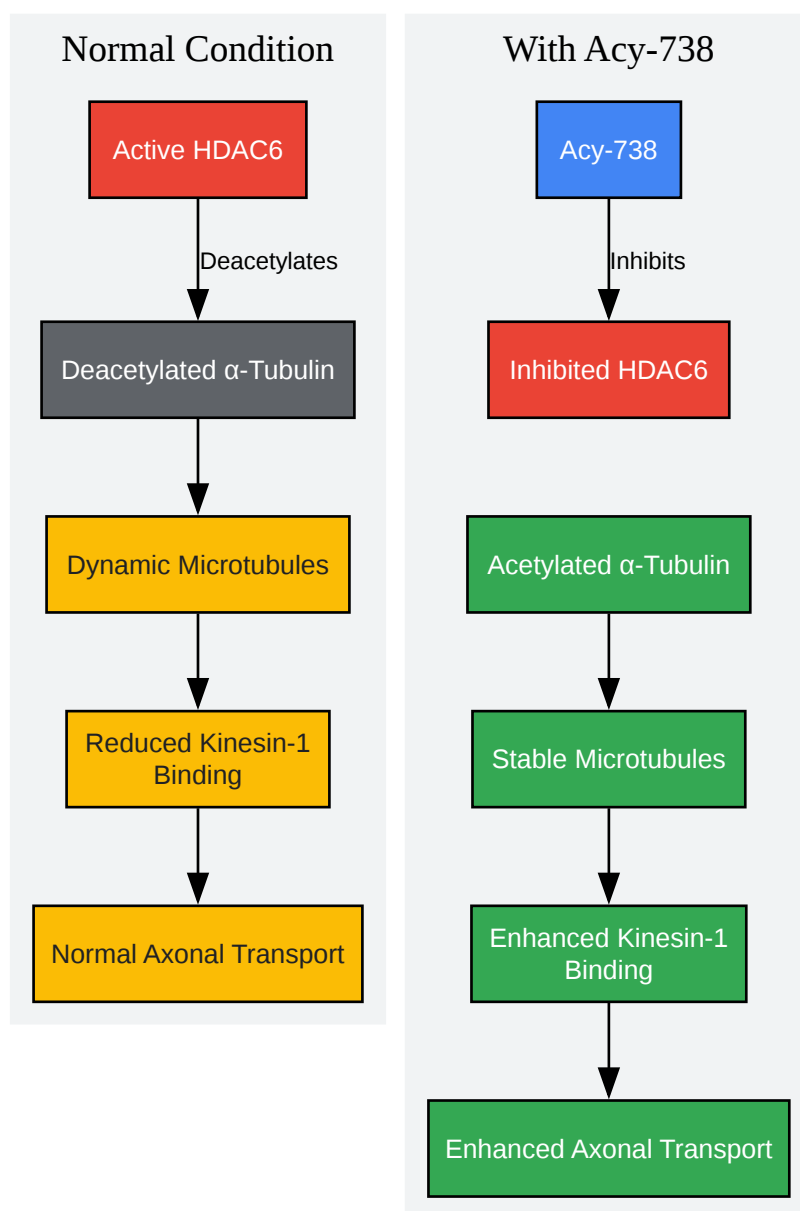 Normal Condition
Active HDAC6
Deacetylates
Deacetylated α-Tubulin
Dynamic Microtubules
Reduced Kinesin-1
Binding
Normal Axonal Transport
With Acy-738
Acy-738
Inhibits
Inhibited HDAC6
Acetylated α-Tubulin
Stable Microtubules
Enhanced Kinesin-1
Binding
Enhanced Axonal Transport